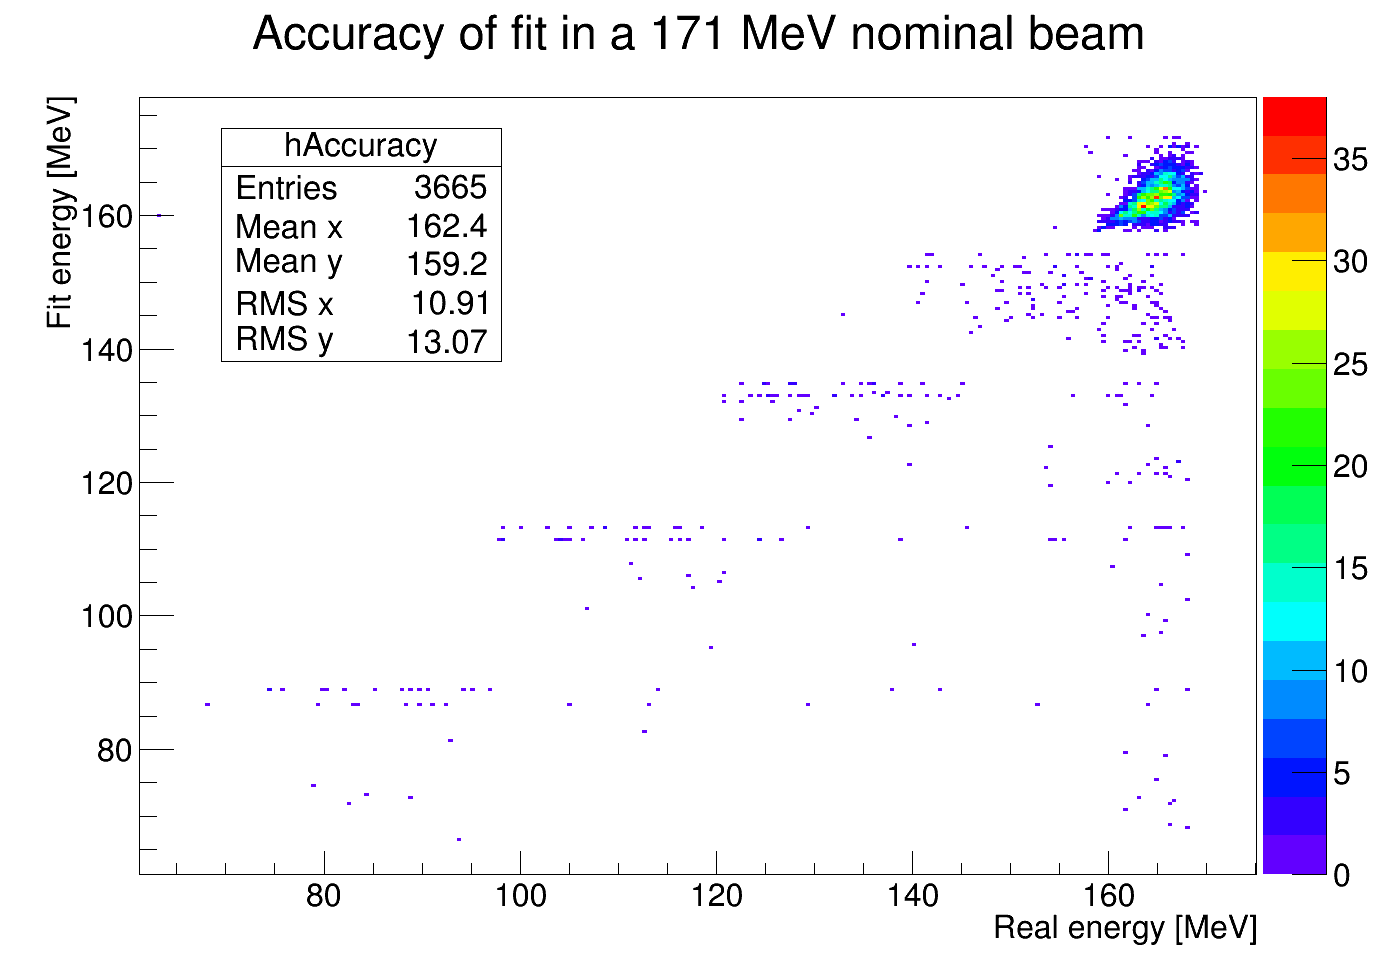 Accuracy of fit in a 171 MeV nominal beam
Fit energy [MeV]
hAccuracy
Entries 3665
Mean x 162.4
Mean y 159.2
RMS x 10.91
RMS y 13.07
160
140
120
100
80
80 100 120 140 160
Real energy [MeV]
35
30
25
20
15
10
5
0